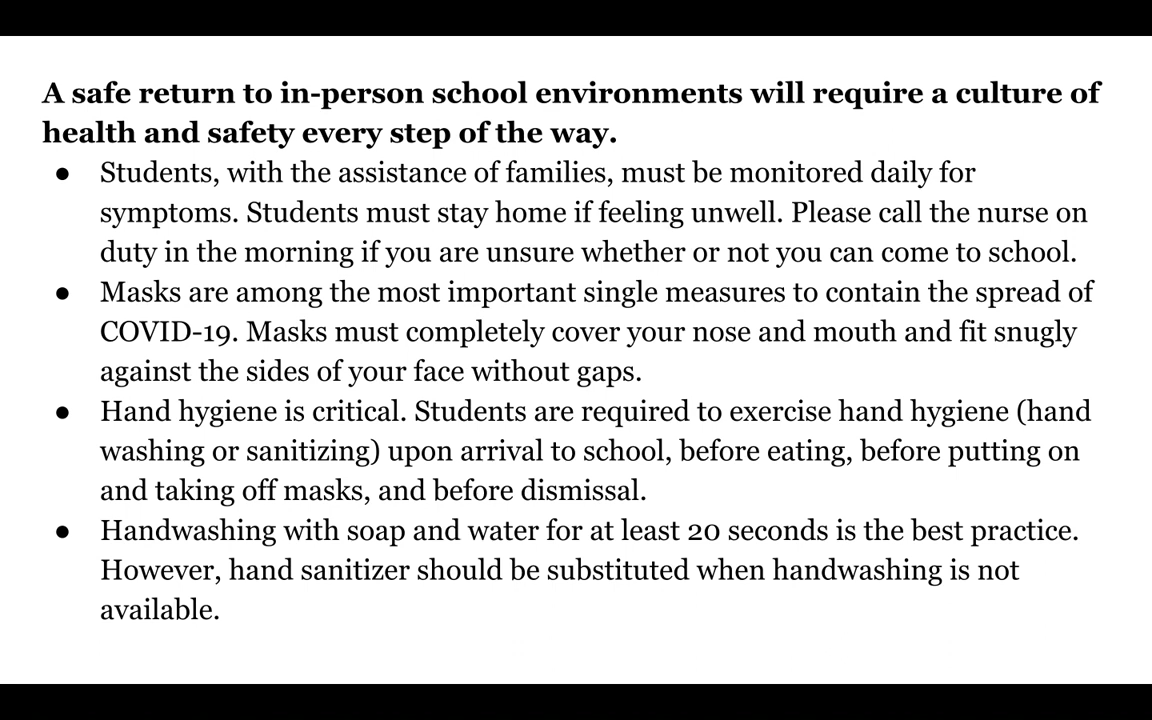 A safe return to in-person school environments will require a culture of
health and safety every step of the way.
● Students, with the assistance of families, must be monitored daily for
symptoms. Students must stay home if feeling unwell. Please call the nurse on
duty in the morning if you are unsure whether or not you can come to school.
● Masks are among the most important single measures to contain the spread of
COVID-19. Masks must completely cover your nose and mouth and fit snugly
against the sides of your face without gaps.
● Hand hygiene is critical. Students are required to exercise hand hygiene (hand
washing or sanitizing) upon arrival to school, before eating, before putting on
and taking off masks, and before dismissal.
● Handwashing with soap and water for at least 20 seconds is the best practice.
However, hand sanitizer should be substituted when handwashing is not
available.